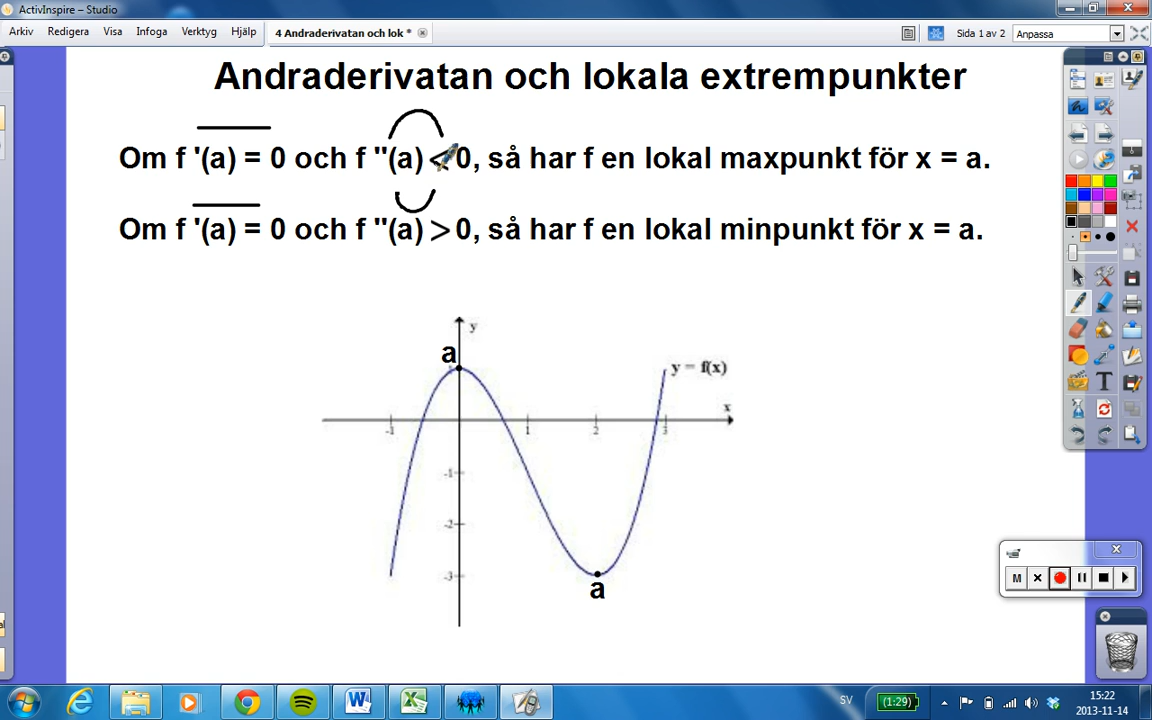 ActivInspire – Studio
Arkiv Redigera Visa Infoga Verktyg Hjälp 4 Andraderivatan och lok * Sida 1 av 2 Anpassa
Andraderivatan och lokala extrempunkter
Om f '(a) = 0 och f "(a) < 0, så har f en lokal maxpunkt för x = a.
Om f '(a) = 0 och f "(a) > 0, så har f en lokal minpunkt för x = a.
y
a
y = f(x)
x
-1 1 2 3
-1
-2
-3
a
M
SV (1:29) 15:22
2013-11-14